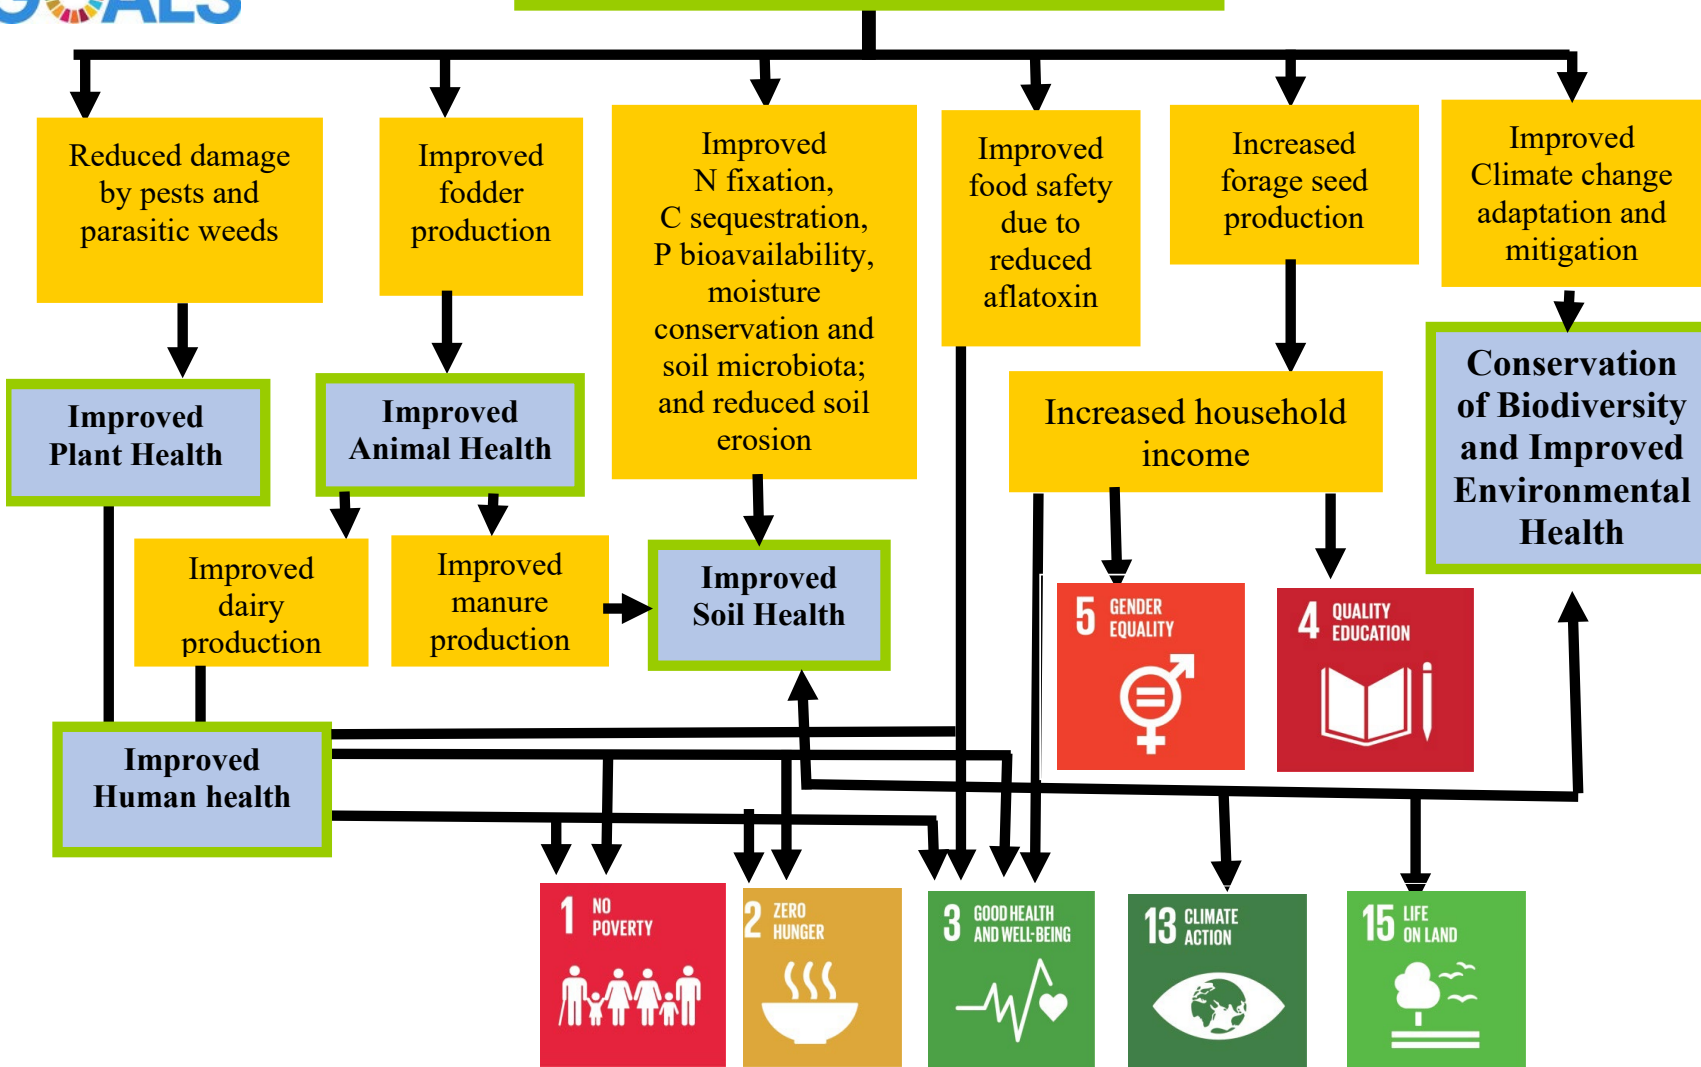 GOALS
Reduced damage
by pests and
parasitic weeds
Improved
fodder
production
Improved
N fixation,
C sequestration,
P bioavailability,
moisture
conservation and
soil microbiota;
and reduced soil
erosion
Improved
food safety
due to
reduced
aflatoxin
Increased
forage seed
production
Improved
Climate change
adaptation and
mitigation
Improved
Plant Health
Improved
Animal Health
Increased household
income
Conservation
of Biodiversity
and Improved
Environmental
Health
Improved
dairy
production
Improved
manure
production
Improved
Soil Health
5 GENDER
EQUALITY
4 QUALITY
EDUCATION
Improved
Human health
1 NO
POVERTY
2 ZERO
HUNGER
3 GOOD HEALTH
AND WELL-BEING
13 CLIMATE
ACTION
15 LIFE
ON LAND